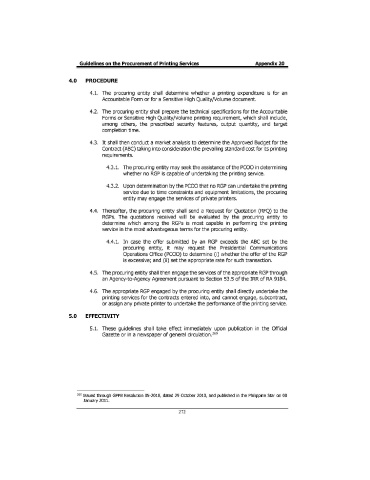 Guidelines on the Procurement of Printing Services Appendix 20
4.0 PROCEDURE
4.1. The procuring entity shall determine whether a printing expenditure is for an
Accountable Form or for a Sensitive High Quality/Volume document.
4.2. The procuring entity shall prepare the technical specifications for the Accountable
Forms or Sensitive High Quality/Volume printing requirement, which shall include,
among others, the prescribed security features, output quantity, and target
completion time.
4.3. It shall then conduct a market analysis to determine the Approved Budget for the
Contract (ABC) taking into consideration the prevailing standard cost for its printing
requirements.
4.3.1. The procuring entity may seek the assistance of the PCOO in determining
whether no RGP is capable of undertaking the printing service.
4.3.2. Upon determination by the PCOO that no RGP can undertake the printing
service due to time constraints and equipment limitations, the procuring
entity may engage the services of private printers.
4.4. Thereafter, the procuring entity shall send a Request for Quotation (RFQ) to the
RGPs. The quotations received will be evaluated by the procuring entity to
determine which among the RGPs is most capable in performing the printing
service in the most advantageous terms for the procuring entity.
4.4.1. In case the offer submitted by an RGP exceeds the ABC set by the
procuring entity, it may request the Presidential Communications
Operations Office (PCOO) to determine (i) whether the offer of the RGP
is excessive; and (ii) set the appropriate rate for such transaction.
4.5. The procuring entity shall then engage the services of the appropriate RGP through
an Agency-to-Agency Agreement pursuant to Section 53.5 of the IRR of RA 9184.
4.6. The appropriate RGP engaged by the procuring entity shall directly undertake the
printing services for the contracts entered into, and cannot engage, subcontract,
or assign any private printer to undertake the performance of the printing service.
5.0 EFFECTIVITY
5.1. These guidelines shall take effect immediately upon publication in the Official
Gazette or in a newspaper of general circulation.
Issued through GPPB Resolution 05-2010, dated 29 October 2010, and published in the Philippine Star on 08
January 2011.
272